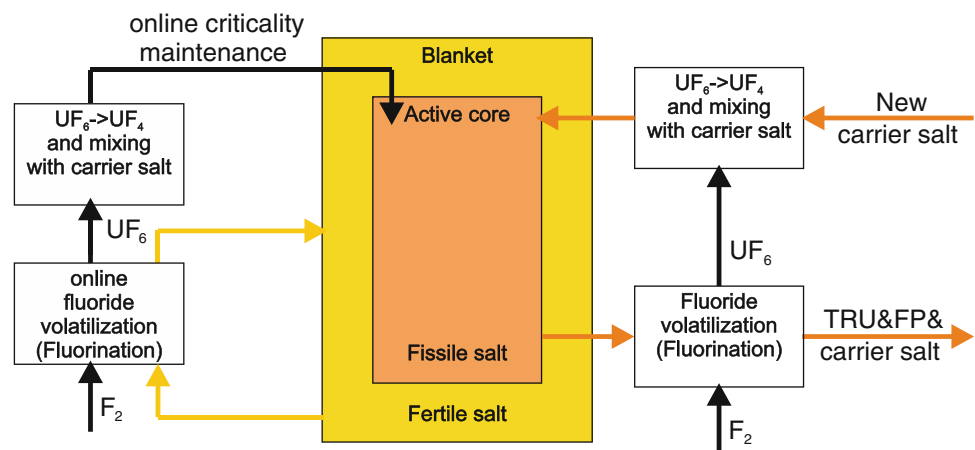 online criticality
maintenance
UF₆->UF₄
and mixing
with carrier salt
UF₆
online
fluoride
volatilization
(Fluorination)
F₂
Blanket
Active core
Fissile salt
Fertile salt
UF₆->UF₄
and mixing
with carrier salt
New
carrier salt
UF₆
Fluoride
volatilization
(Fluorination)
TRU&FP&
carrier salt
F₂